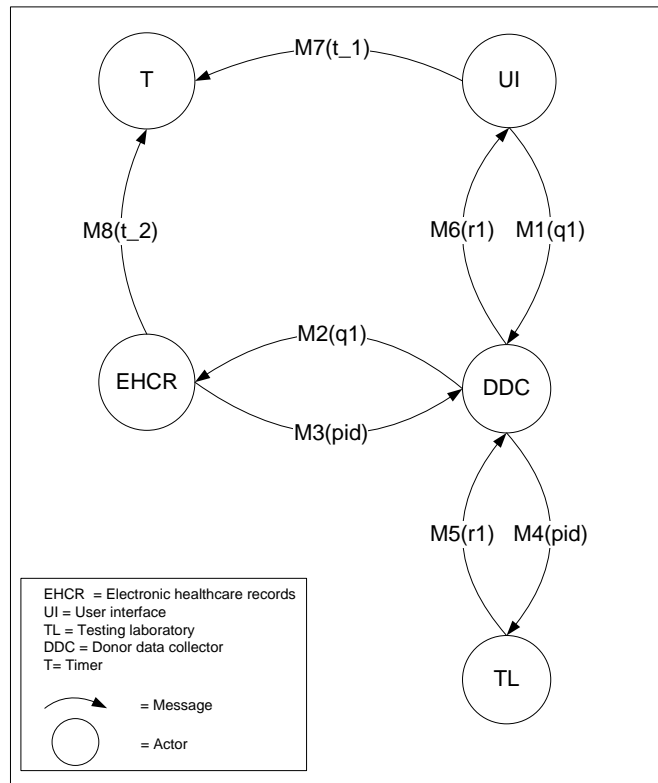 M7(t_1)
T
UI
M8(t_2)
M6(r1)
M1(q1)
M2(q1)
EHCR
DDC
M3(pid)
M5(r1)
M4(pid)
TL
EHCR = Electronic healthcare records
UI = User interface
TL = Testing laboratory
DDC = Donor data collector
T= Timer
= Message
= Actor